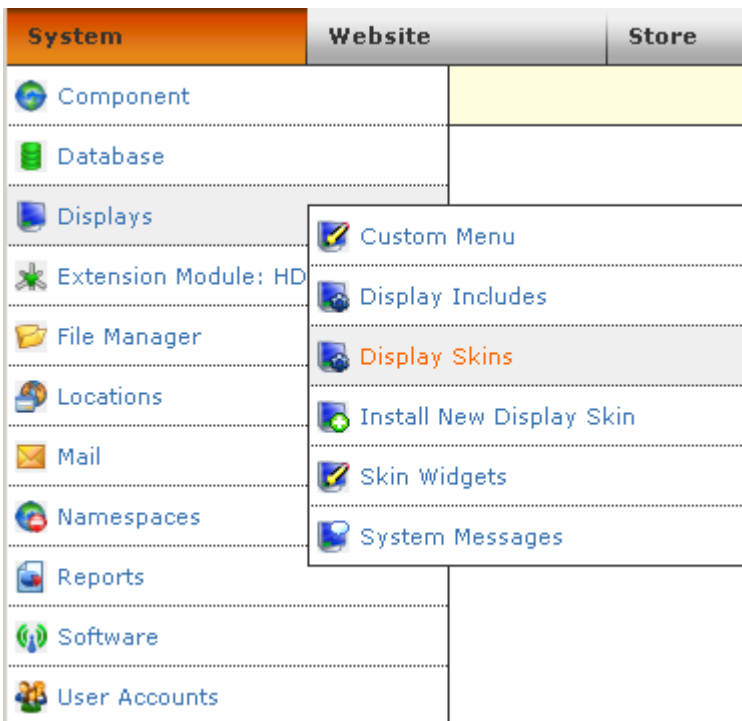 System Website Store
Component
Database
Displays
Custom Menu
Extension Module: HD
Display Includes
File Manager
Display Skins
Locations
Install New Display Skin
Mail
Skin Widgets
Namespaces
System Messages
Reports
Software
User Accounts